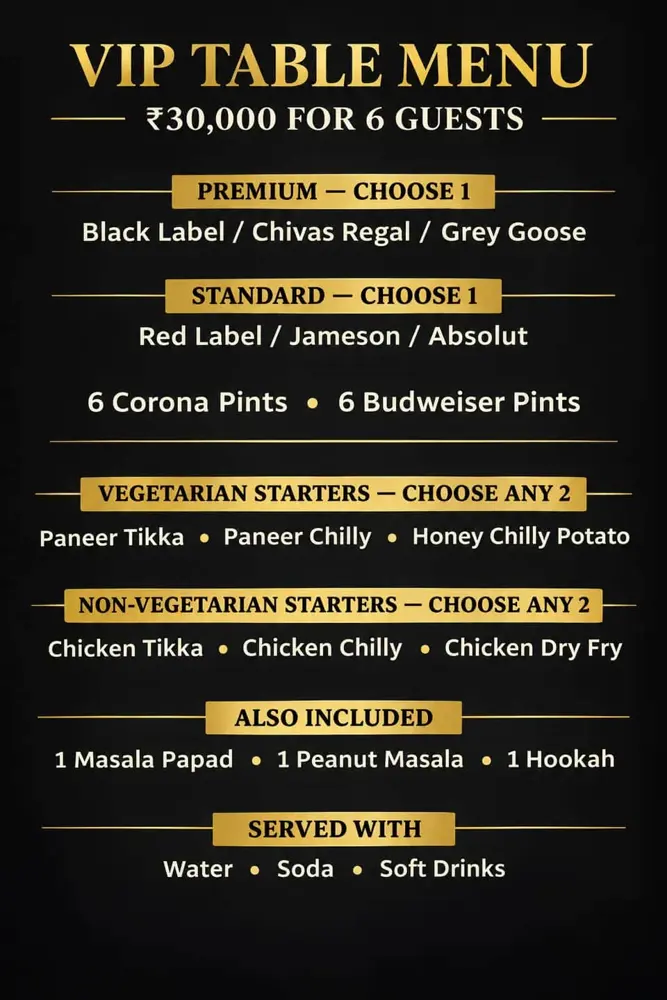 VIP TABLE MENU
₹30,000 FOR 6 GUESTS
PREMIUM — CHOOSE 1
Black Label / Chivas Regal / Grey Goose
STANDARD — CHOOSE 1
Red Label / Jameson / Absolut
6 Corona Pints • 6 Budweiser Pints
VEGETARIAN STARTERS — CHOOSE ANY 2
Paneer Tikka • Paneer Chilly • Honey Chilly Potato
NON-VEGETARIAN STARTERS — CHOOSE ANY 2
Chicken Tikka • Chicken Chilly • Chicken Dry Fry
ALSO INCLUDED
1 Masala Papad • 1 Peanut Masala • 1 Hookah
SERVED WITH
Water • Soda • Soft Drinks